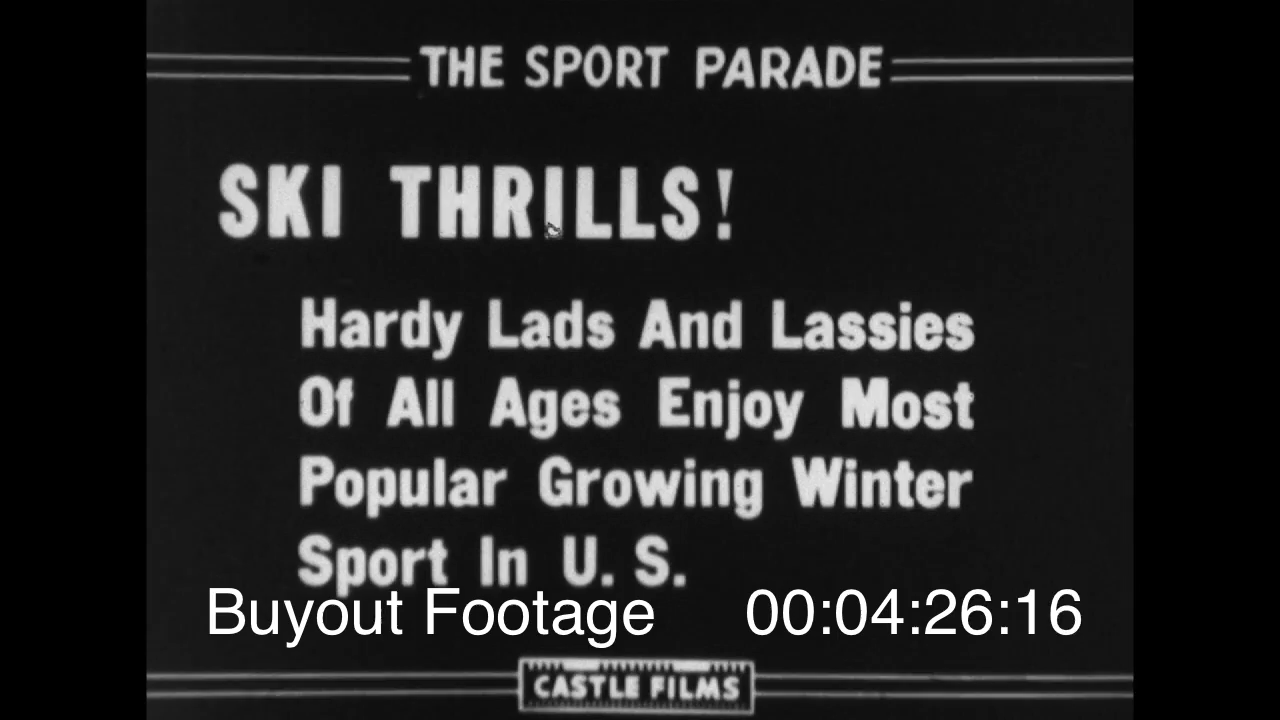 THE SPORT PARADE
SKI THRILLS!
Hardy Lads And Lassies
Of All Ages Enjoy Most
Popular Growing Winter
Sport In U. S.
Buyout Footage 00:04:26:16
CASTLE FILMS